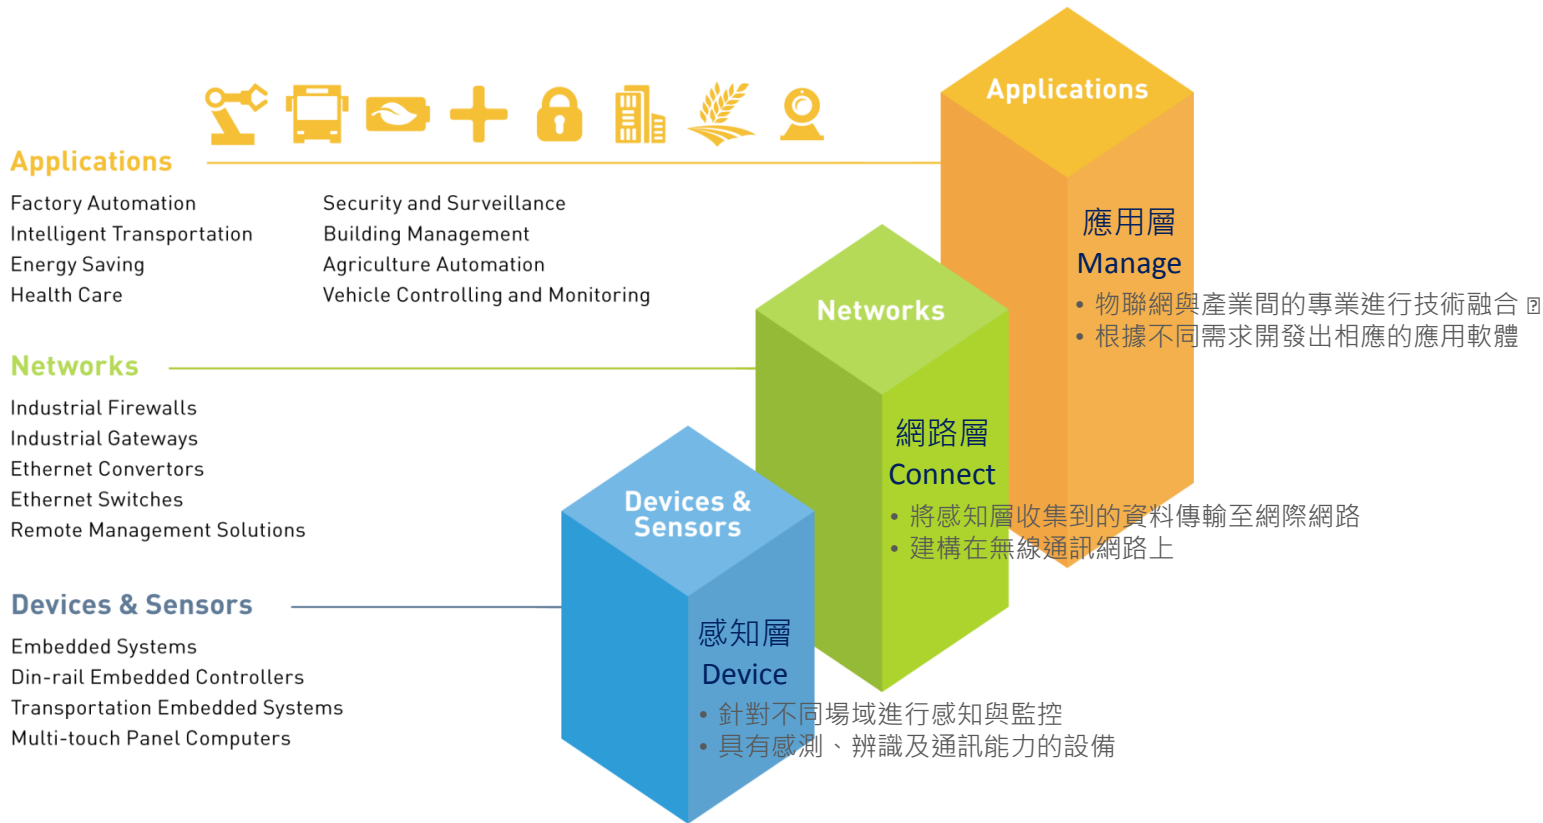 Applications
Applications
Factory Automation
Intelligent Transportation
Energy Saving
Health Care
Security and Surveillance
Building Management
Agriculture Automation
Vehicle Controlling and Monitoring
應用層
Manage
• 物聯網與產業間的專業進行技術融合
• 根據不同需求開發出相應的應用軟體
Networks
Networks
Industrial Firewalls
Industrial Gateways
Ethernet Convertors
Ethernet Switches
Remote Management Solutions
網路層
Connect
• 將感知層收集到的資料傳輸至網際網路
• 建構在無線通訊網路上
Devices &
Sensors
Devices & Sensors
Embedded Systems
Din-rail Embedded Controllers
Transportation Embedded Systems
Multi-touch Panel Computers
感知層
Device
• 針對不同場域進行感知與監控
• 具有感測、辨識及通訊能力的設備